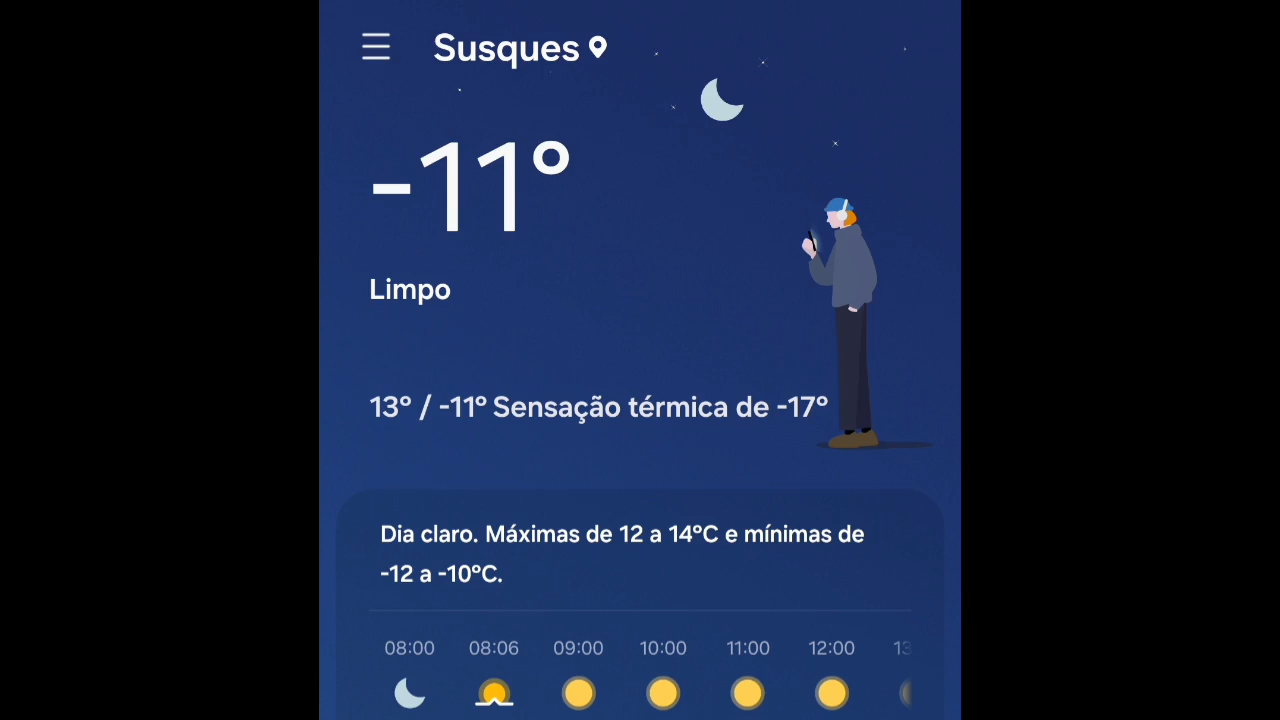 Susques
-11°
Limpo
13° / -11° Sensação térmica de -17°
Dia claro. Máximas de 12 a 14°C e mínimas de
-12 a -10°C.
08:00 08:06 09:00 10:00 11:00 12:00 13